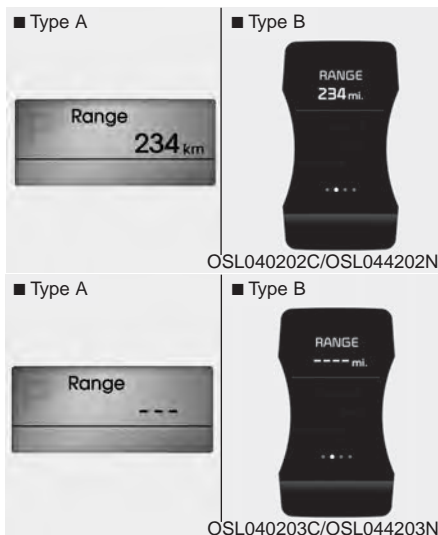 ■ Type A
■ Type B
Range
234 km
RANGE
234 mi.
OSL040202C/OSL044202N
■ Type A
■ Type B
Range
---
RANGE
---- mi.
OSL040203C/OSL044203N